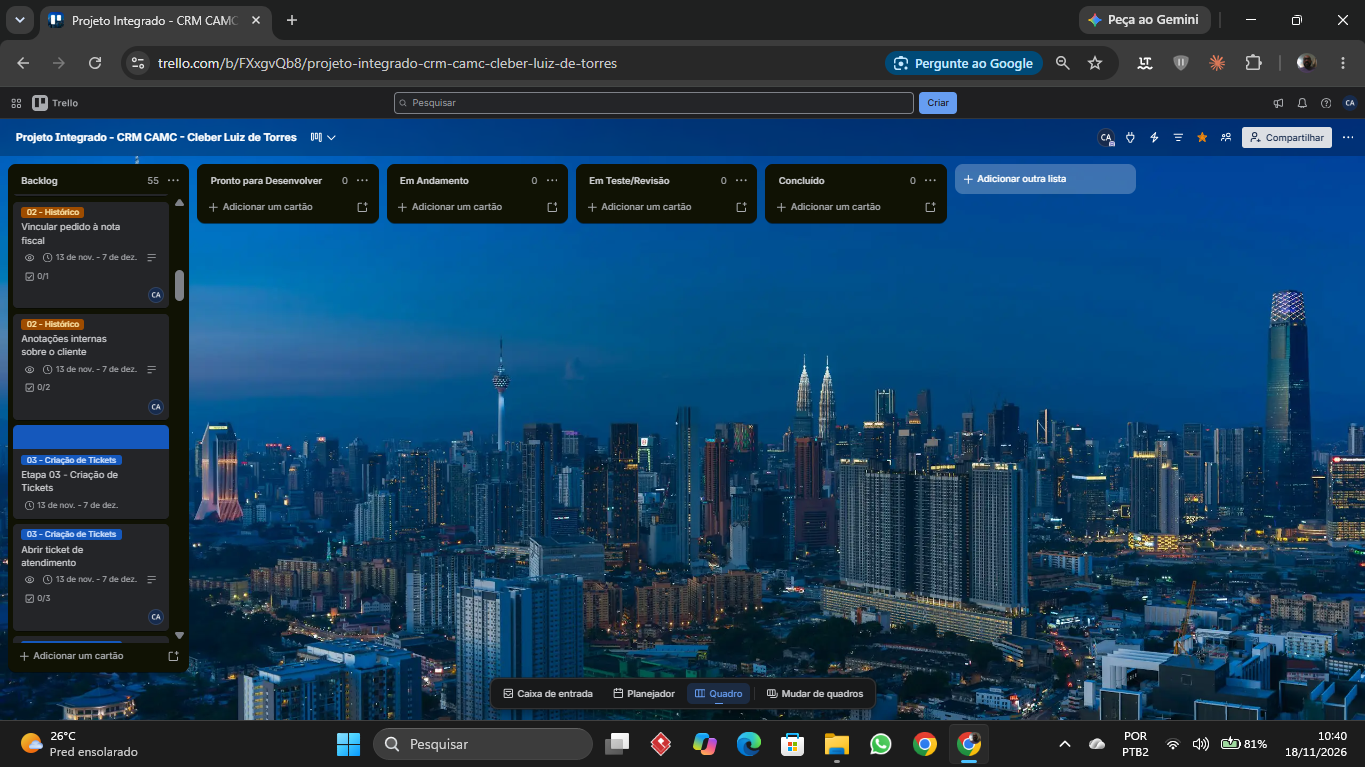 Projeto Integrado - CRM CAMC
Peça ao Gemini
trello.com/b/FXxgvQb8/projeto-integrado-crm-camc-cleber-luiz-de-torres
Pergunte ao Google
Trello
Pesquisar
Criar
CA
Projeto Integrado - CRM CAMC - Cleber Luiz de Torres
CA
Compartilhar
Backlog 55
02 - Histórico
Vincular pedido à nota
fiscal
13 de nov. - 7 de dez.
0/1
CA
02 - Histórico
Anotações internas
sobre o cliente
13 de nov. - 7 de dez.
0/2
CA
03 - Criação de Tickets
Etapa 03 - Criação de
Tickets
13 de nov. - 7 de dez.
03 - Criação de Tickets
Abrir ticket de
atendimento
13 de nov. - 7 de dez.
0/3
CA
Adicionar um cartão
Pronto para Desenvolver 0
Adicionar um cartão
Em Andamento 0
Adicionar um cartão
Em Teste/Revisão 0
Adicionar um cartão
Concluído 0
Adicionar um cartão
Adicionar outra lista
Caixa de entrada
Planejador
Quadro
Mudar de quadros
26°C
Pred ensolarado
Pesquisar
POR
PTB2
81%
10:40
18/11/2026